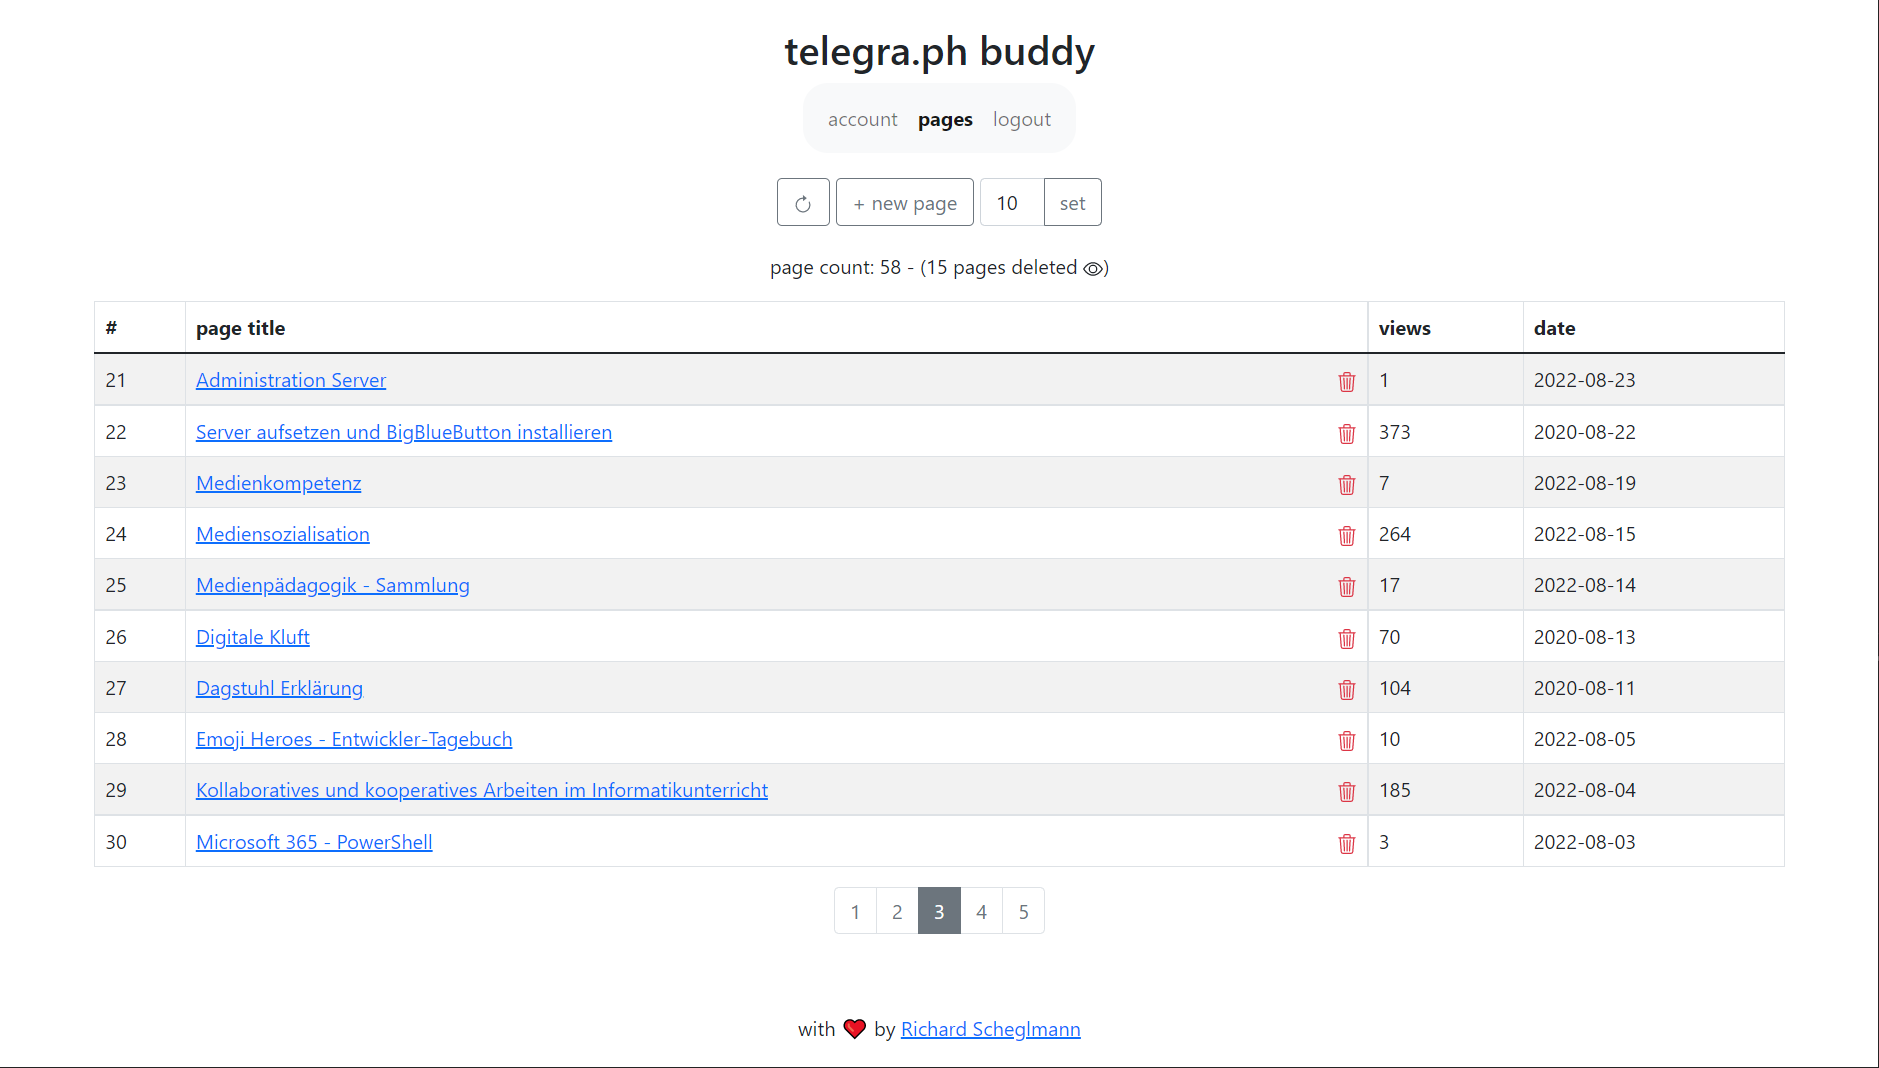 telegra.ph buddy
account pages logout
+ new page 10 set
page count: 58 - (15 pages deleted )
# page title views date
21 Administration Server 1 2022-08-23
22 Server aufsetzen und BigBlueButton installieren 373 2020-08-22
23 Medienkompetenz 7 2022-08-19
24 Mediensozialisation 264 2022-08-15
25 Medienpädagogik - Sammlung 17 2022-08-14
26 Digitale Kluft 70 2020-08-13
27 Dagstuhl Erklärung 104 2020-08-11
28 Emoji Heroes - Entwickler-Tagebuch 10 2022-08-05
29 Kollaboratives und kooperatives Arbeiten im Informatikunterricht 185 2022-08-04
30 Microsoft 365 - PowerShell 3 2022-08-03
1 2 3 4 5
with ❤ by Richard Scheglmann